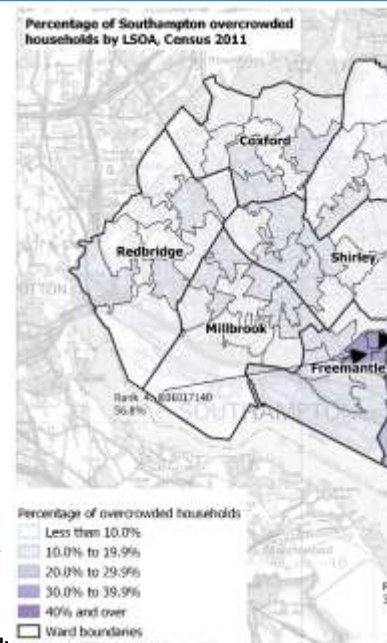 Percentage of Southampton overcrowded
households by LSOA, Census 2011
Coxford
Redbridge
Shirley
Millbrook
Freemantle
Rank 4:
56.8%
Percentage of overcrowded households
Less than 10.0%
10.0% to 19.9%
20.0% to 29.9%
30.0% to 39.9%
40% and over
Ward boundaries